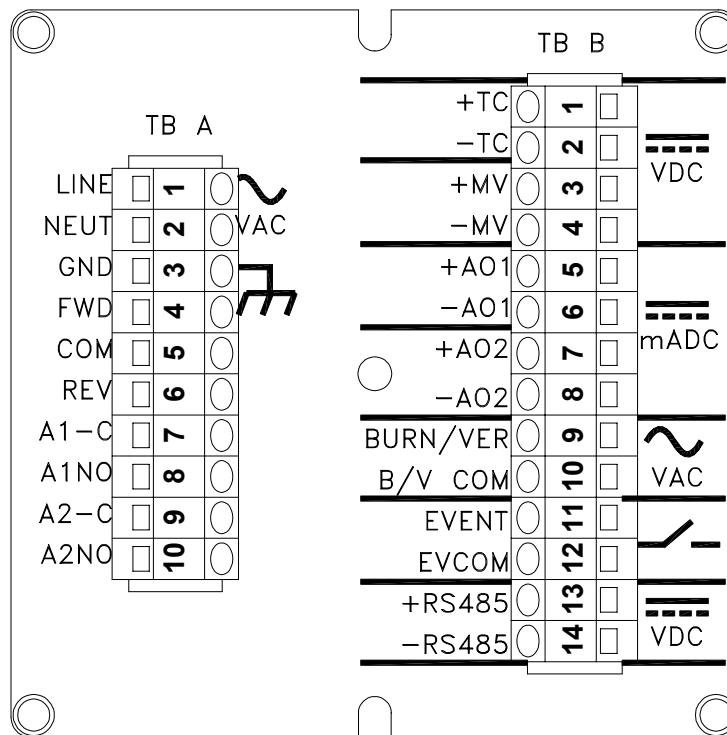 TB A
LINE 1
NEUT 2 VAC
GND 3
FWD 4
COM 5
REV 6
A1-C 7
A1NO 8
A2-C 9
A2NO 10
TB B
+TC 1
-TC 2 VDC
+MV 3
-MV 4
+AO1 5
-AO1 6 mADC
+AO2 7
-AO2 8
BURN/VER 9
B/V COM 10 VAC
EVENT 11
EVCOM 12
+RS485 13
-RS485 14 VDC